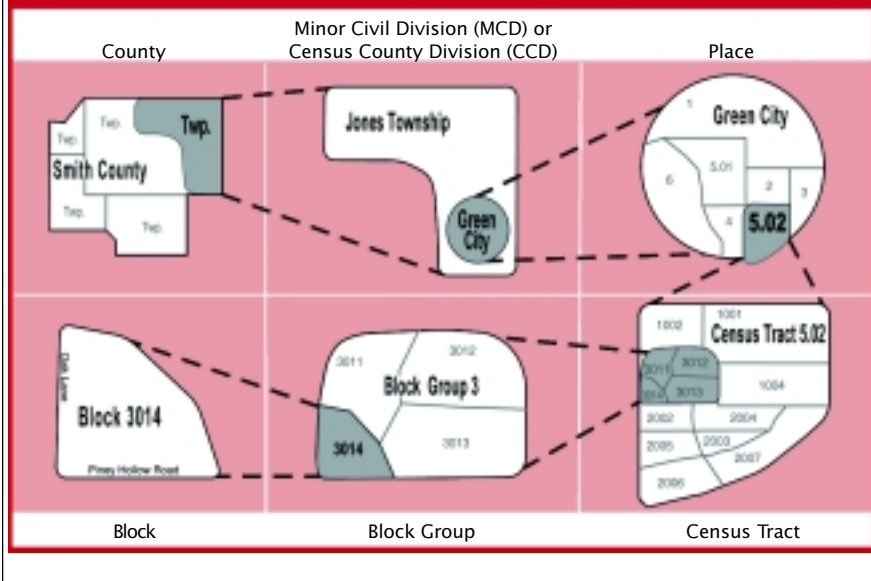 County
Minor Civil Division (MCD) or
Census County Division (CCD)
Place
Twp.
Twp.
Twp.
Smith County
Twp.
Twp.
Jones Township
Green
City
1
Green City
5.01
6
2
3
4
5.02
Oak Lane
Block 3014
Piney Hollow Road
3011
3012
Block Group 3
3014
3013
1002
1001
Census Tract 5.02
3011
3012
3014
3013
1004
2002
2004
2005
2003
2007
2006
Block
Block Group
Census Tract